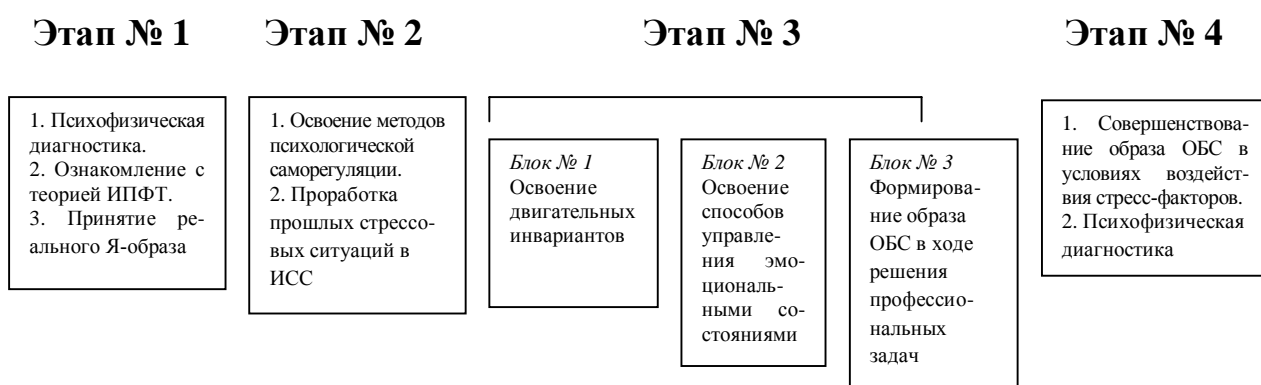 Этап № 1
Этап № 2
Этап № 3
Этап № 4
1. Психофизическая
диагностика.
2. Ознакомление с
теорией ИПФТ.
3. Принятие ре-
ального Я-образа
1. Освоение методов
психологической
саморегуляции.
2. Проработка
прошлых стрессо-
вых ситуаций в
ИСС
Блок № 1
Освоение
двигательных
инвариантов
Блок № 2
Освоение
способов
управле-
ния эмо-
циональ-
ными со-
стояниями
Блок № 3
Формирова-
ние образа
ОБС в ходе
решения
профессио-
нальных
задач
1. Совершенствова-
ние образа ОБС в
условиях воздейст-
вия стресс-факторов.
2. Психофизическая
диагностика